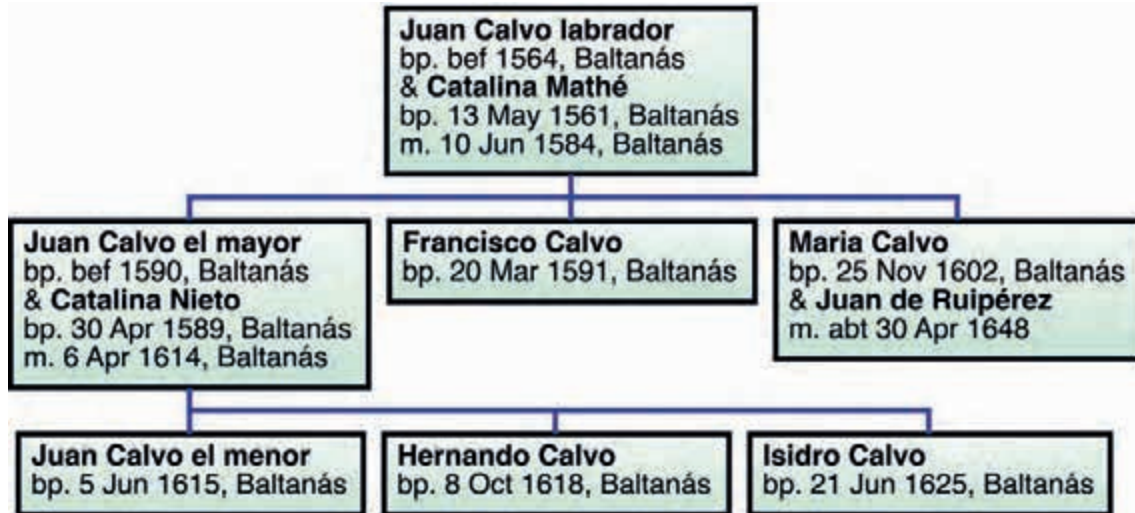 Juan Calvo labrador
bp. bef 1564, Baltanás
& Catalina Mathé
bp. 13 May 1561, Baltanás
m. 10 Jun 1584, Baltanás
Juan Calvo el mayor
bp. bef 1590, Baltanás
& Catalina Nieto
bp. 30 Apr 1589, Baltanás
m. 6 Apr 1614, Baltanás
Francisco Calvo
bp. 20 Mar 1591, Baltanás
Maria Calvo
bp. 25 Nov 1602, Baltanás
& Juan de Ruipérez
m. abt 30 Apr 1648
Juan Calvo el menor
bp. 5 Jun 1615, Baltanás
Hernando Calvo
bp. 8 Oct 1618, Baltanás
Isidro Calvo
bp. 21 Jun 1625, Baltanás